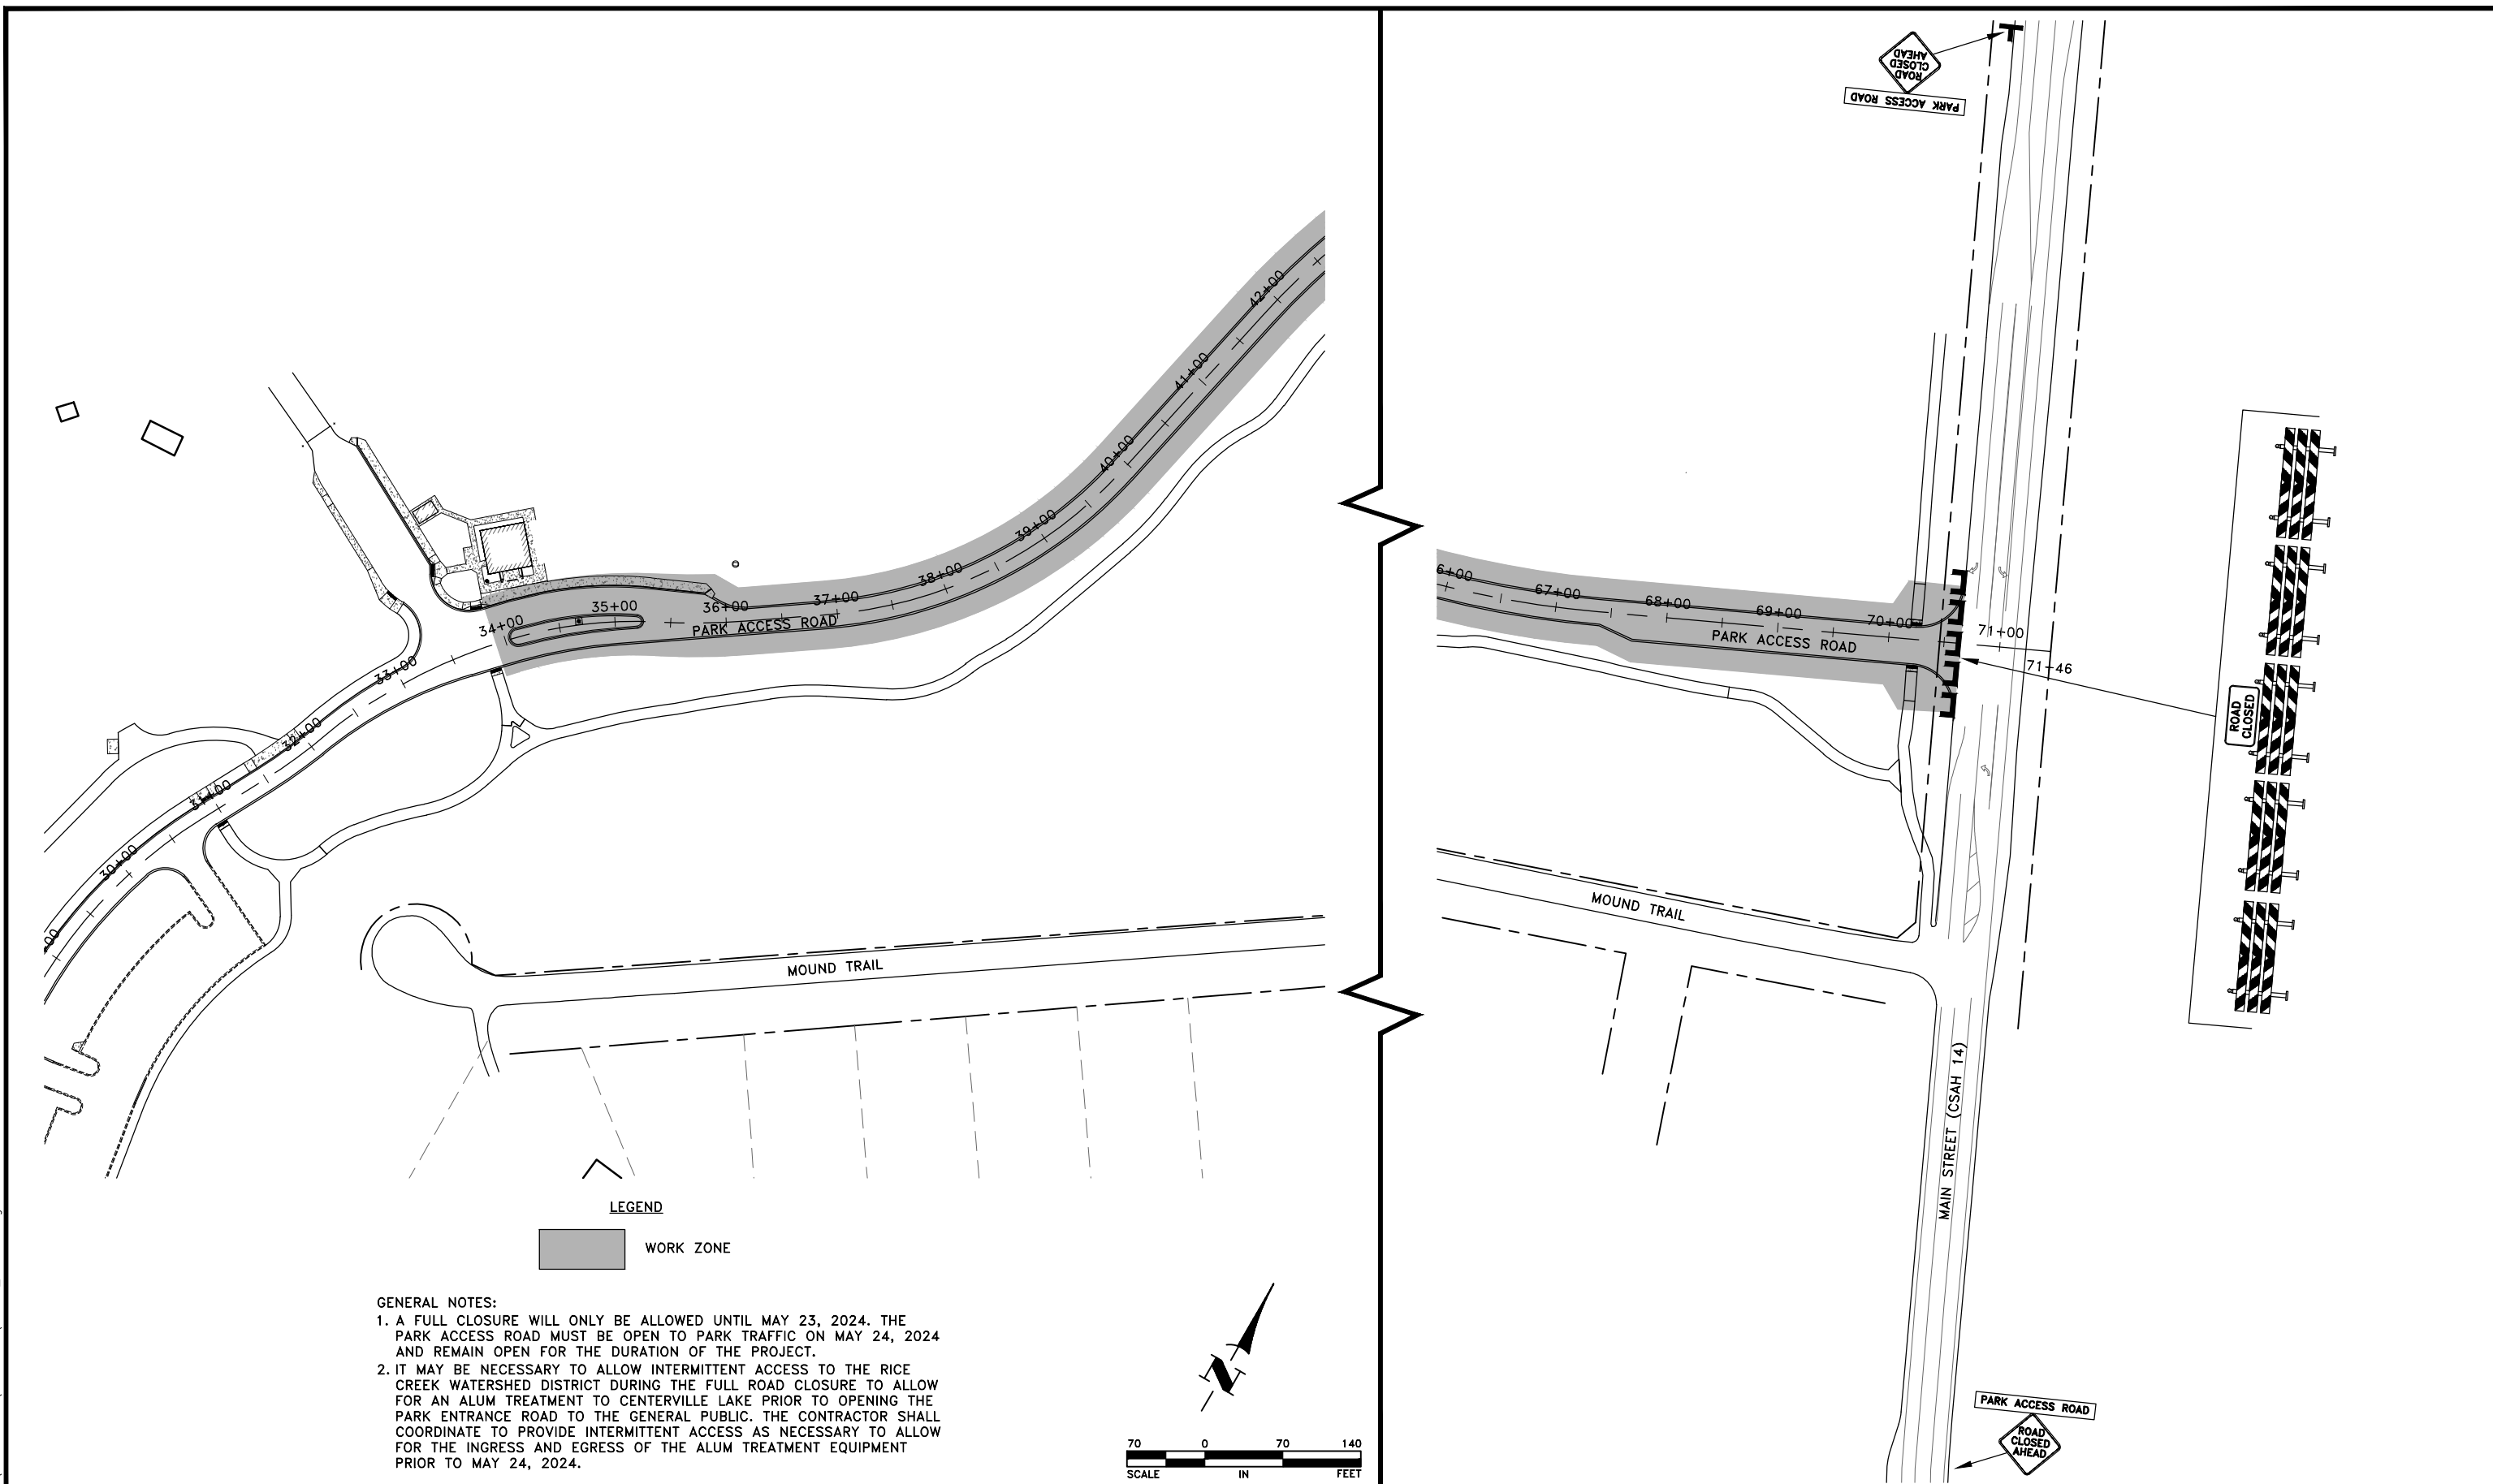 ROAD
CLOSED
AHEAD
PARK ACCESS ROAD
42+00
41+00
40+00
39+00
38+00
37+00
36+00
35+00
34+00
PARK ACCESS ROAD
33+00
32+00
31+00
30+00
00
6+00
67+00
68+00
69+00
70+00
71+00
PARK ACCESS ROAD
71+46
ROAD
CLOSED
MOUND TRAIL
MOUND TRAIL
MAIN STREET (CSAH 14)
LEGEND
WORK ZONE
GENERAL NOTES:
1. A FULL CLOSURE WILL ONLY BE ALLOWED UNTIL MAY 23, 2024. THE
PARK ACCESS ROAD MUST BE OPEN TO PARK TRAFFIC ON MAY 24, 2024
AND REMAIN OPEN FOR THE DURATION OF THE PROJECT.
2. IT MAY BE NECESSARY TO ALLOW INTERMITTENT ACCESS TO THE RICE
CREEK WATERSHED DISTRICT DURING THE FULL ROAD CLOSURE TO ALLOW
FOR AN ALUM TREATMENT TO CENTERVILLE LAKE PRIOR TO OPENING THE
PARK ENTRANCE ROAD TO THE GENERAL PUBLIC. THE CONTRACTOR SHALL
COORDINATE TO PROVIDE INTERMITTENT ACCESS AS NECESSARY TO ALLOW
FOR THE INGRESS AND EGRESS OF THE ALUM TREATMENT EQUIPMENT
PRIOR TO MAY 24, 2024.
N
70 0 70 140
SCALE IN FEET
PARK ACCESS ROAD
ROAD
CLOSED
AHEAD